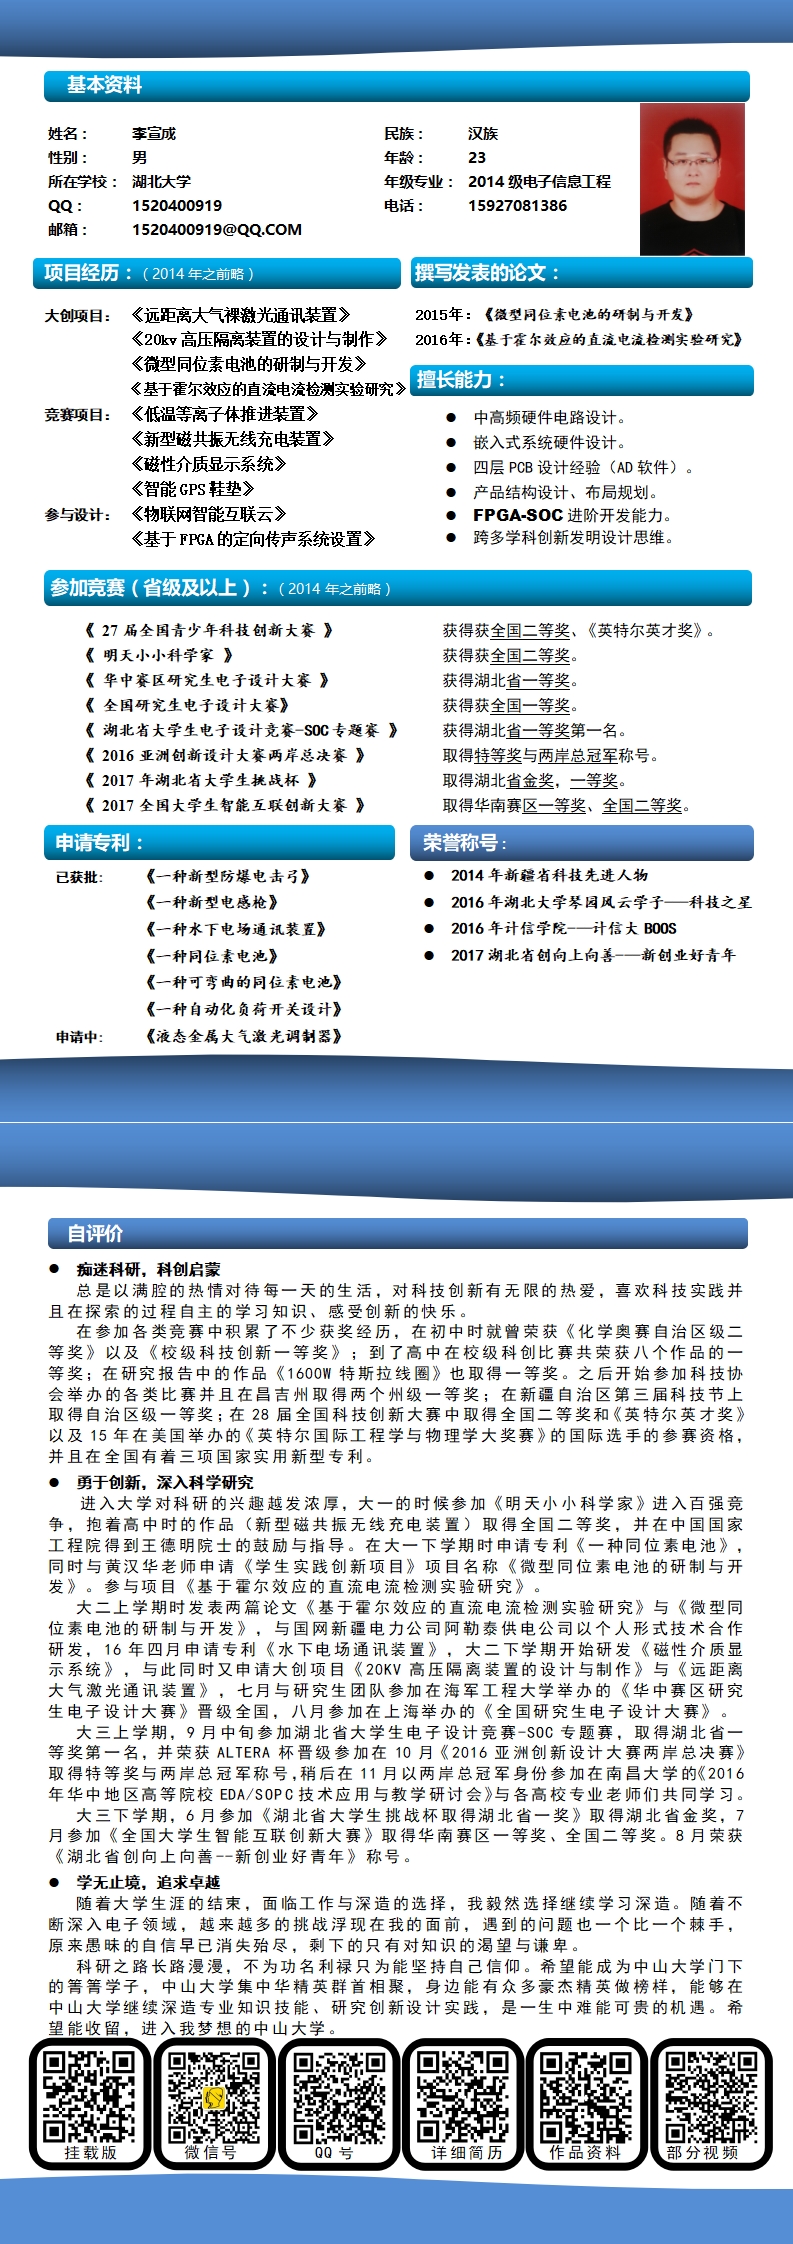 基本资料
姓名： 李宣成 民族： 汉族
性别： 男 年龄： 23
所在学校： 湖北大学 年级专业： 2014 级电子信息工程
QQ： 1520400919 电话： 15927081386
邮箱： 1520400919@QQ.COM
项目经历：（2014 年之前略）
大创项目： 《远距离大气裸激光通讯装置》
《20kv 高压隔离装置的设计与制作》
《微型同位素电池的研制与开发》
《基于霍尔效应的直流电流检测实验研究》
竞赛项目： 《低温等离子体推进装置》
《新型磁共振无线充电装置》
《磁性介质显示系统》
《智能 GPS 鞋垫》
参与设计： 《物联网智能互联云》
《基于 FPGA 的定向传声系统设置》
撰写发表的论文：
2015年：《微型同位素电池的研制与开发》
2016年：《基于霍尔效应的直流电流检测实验研究》
擅长能力：
● 中高频硬件电路设计。
● 嵌入式系统硬件设计。
● 四层 PCB 设计经验（AD 软件）。
● 产品结构设计、布局规划。
● FPGA-SOC 进阶开发能力。
● 跨多学科创新发明设计思维。
参加竞赛（省级及以上）：（2014 年之前略）
《 27 届全国青少年科技创新大赛 》 获得获全国二等奖、《英特尔英才奖》。
《 明天小小科学家 》 获得获全国二等奖。
《 华中赛区研究生电子设计大赛 》 获得湖北省一等奖。
《 全国研究生电子设计大赛》 获得获全国一等奖。
《 湖北省大学生电子设计竞赛-SOC 专题赛 》 获得湖北省一等奖第一名。
《 2016 亚洲创新设计大赛两岸总决赛 》 取得特等奖与两岸总冠军称号。
《 2017 年湖北省大学生挑战杯 》 取得湖北省金奖，一等奖。
《 2017 全国大学生智能互联创新大赛 》 取得华南赛区一等奖、全国二等奖。
申请专利：
已获批: 《一种新型防爆电击弓》
《一种新型电感枪》
《一种水下电场通讯装置》
《一种同位素电池》
《一种可弯曲的同位素电池》
《一种自动化负荷开关设计》
申请中: 《液态金属大气激光调制器》
荣誉称号:
● 2014 年新疆省科技先进人物
● 2016 年湖北大学琴园风云学子---科技之星
● 2016 年计信学院---计信大 BOOS
● 2017 湖北省创向上向善---新创业好青年
自评价
● 痴迷科研，科创启蒙
总是以满腔的热情对待每一天的生活，对科技创新有无限的热爱，喜欢科技实践并
且在探索的过程自主的学习知识、感受创新的快乐。
在参加各类竞赛中积累了不少获奖经历，在初中时就曾荣获《化学奥赛自治区级二
等奖》以及《校级科技创新一等奖》；到了高中在校级科创比赛共荣获八个作品的一
等奖；在研究报告中的作品《1600W 特斯拉线圈》也取得一等奖。之后开始参加科技协
会举办的各类比赛并且在昌吉州取得两个州级一等奖；在新疆自治区第三届科技节上
取得自治区级一等奖；在 28 届全国科技创新大赛中取得全国二等奖和《英特尔英才奖》
以及 15 年在美国举办的《英特尔国际工程学与物理学大奖赛》的国际选手的参赛资格，
并且在全国有着三项国家实用新型专利。
● 勇于创新，深入科学研究
进入大学对科研的兴趣越发浓厚，大一的时候参加《明天小小科学家》进入百强竞
争，抱着高中时的作品（新型磁共振无线充电装置）取得全国二等奖，并在中国国家
工程院得到王德明院士的鼓励与指导。在大一下学期时申请专利《一种同位素电池》，
同时与黄汉华老师申请《学生实践创新项目》项目名称《微型同位素电池的研制与开
发》。参与项目《基于霍尔效应的直流电流检测实验研究》。
大二上学期时发表两篇论文《基于霍尔效应的直流电流检测实验研究》与《微型同
位素电池的研制与开发》，与国网新疆电力公司阿勒泰供电公司以个人形式技术合作
研发，16 年四月申请专利《水下电场通讯装置》，大二下学期开始研发《磁性介质显
示系统》，与此同时又申请大创项目《20KV 高压隔离装置的设计与制作》与《远距离
大气激光通讯装置》，七月与研究生团队参加在海军工程大学举办的《华中赛区研究
生电子设计大赛》晋级全国，八月参加在上海举办的《全国研究生电子设计大赛》。
大三上学期，9 月中旬参加湖北省大学生电子设计竞赛-SOC 专题赛，取得湖北省一
等奖第一名，并荣获 ALTERA 杯晋级参加在 10 月《2016 亚洲创新设计大赛两岸总决赛》
取得特等奖与两岸总冠军称号，稍后在 11 月以两岸总冠军身份参加在南昌大学的《2016
年华中地区高等院校 EDA/SOPC 技术应用与教学研讨会》与各高校专业老师们共同学习。
大三下学期，6 月参加《湖北省大学生挑战杯取得湖北省一奖》取得湖北省金奖，7
月参加《全国大学生智能互联创新大赛》取得华南赛区一等奖、全国二等奖。8 月荣获
《湖北省创向上向善--新创业好青年》称号。
● 学无止境，追求卓越
随着大学生涯的结束，面临工作与深造的选择，我毅然选择继续学习深造。随着不
断深入电子领域，越来越多的挑战浮现在我的面前，遇到的问题也一个比一个棘手，
原来愚昧的自信早已消失殆尽，剩下的只有对知识的渴望与谦卑。
科研之路长路漫漫，不为功名利禄只为能坚持自己信仰。希望能成为中山大学门下
的菁菁学子，中山大学集中华精英群首相聚，身边能有众多豪杰精英做榜样，能够在
中山大学继续深造专业知识技能、研究创新设计实践，是一生中难能可贵的机遇。希
望能收留，进入我梦想的中山大学。
挂载版 微信号 QQ 号 详细简历 作品资料 部分视频